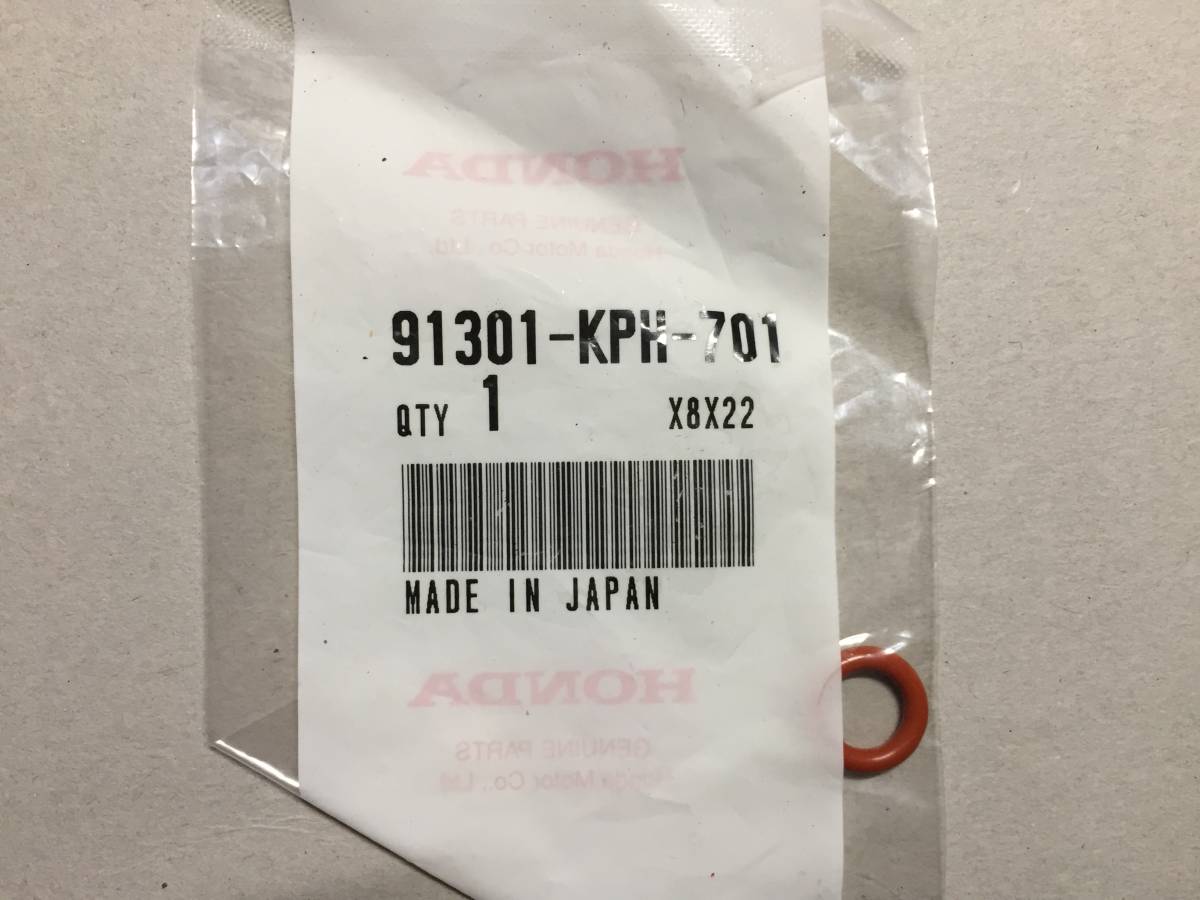 HONDA
GENUINE PARTS
Honda Motor Co., Ltd.
91301-KPH-701
QTY 1 X8X22
MADE IN JAPAN
HONDA
GENUINE PARTS
Honda Motor Co., Ltd